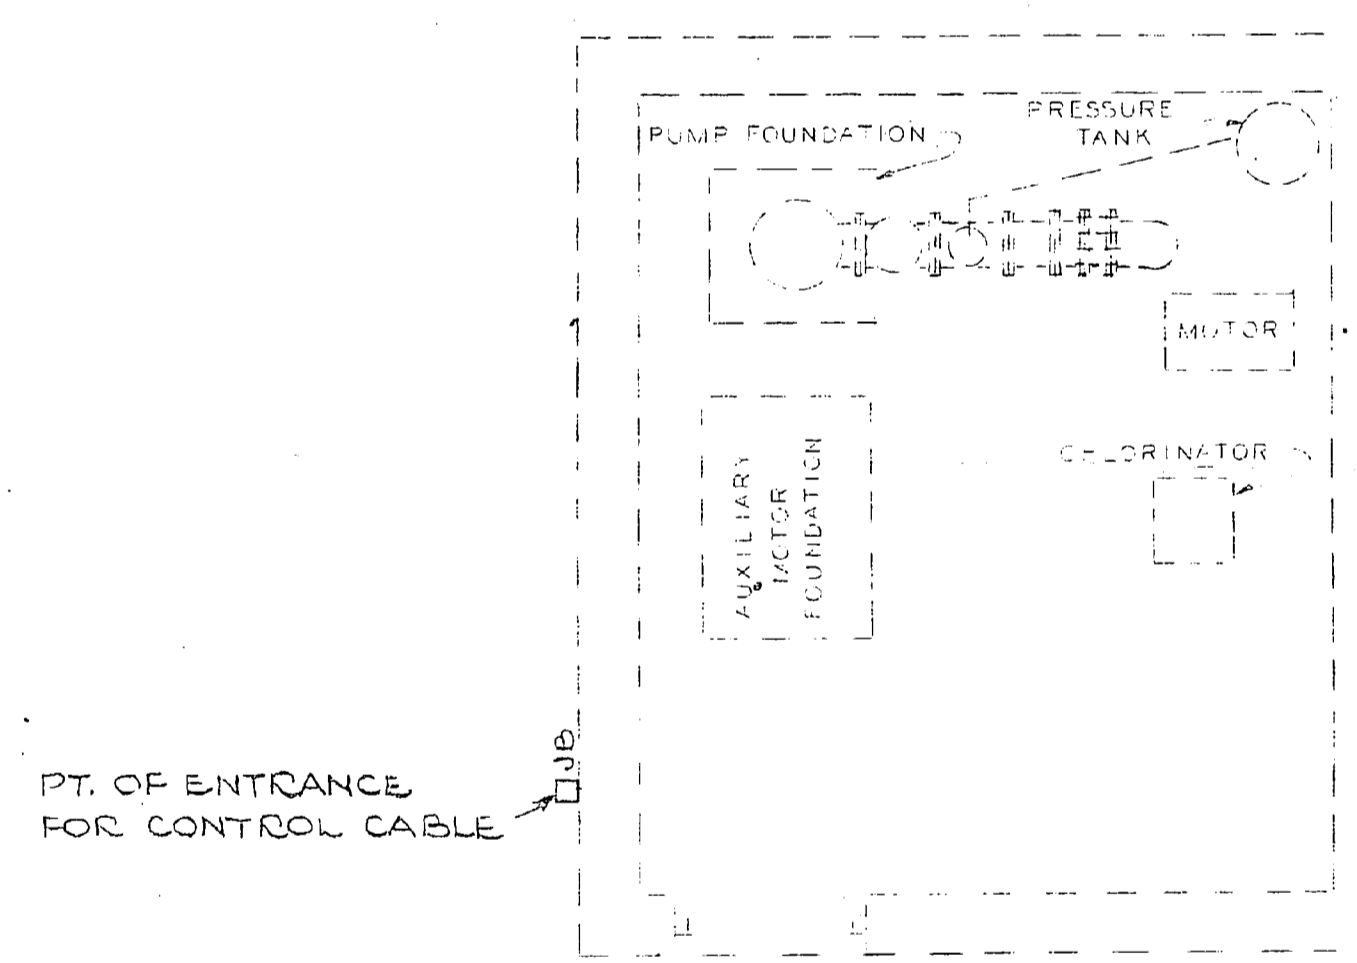 PRESSURE
TANK
PUMP FOUNDATION
MOTOR
CHLORINATOR
AUXILIARY
MOTOR
FOUNDATION
JB
PT. OF ENTRANCE
FOR CONTROL CABLE